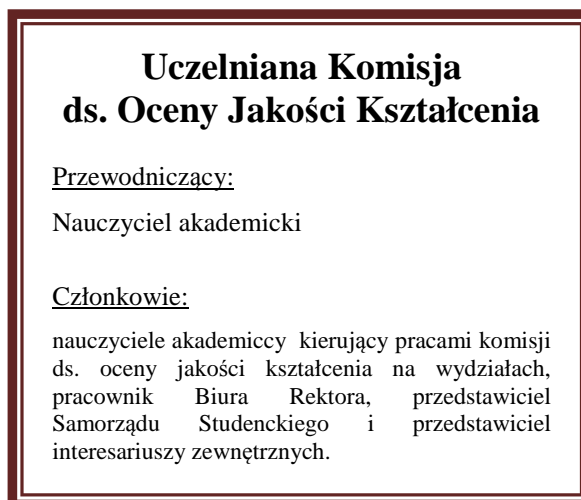 Uczelniana Komisja
ds. Oceny Jakości Kształcenia
Przewodniczący:
Nauczyciel akademicki
Członkowie:
nauczyciele akademiccy kierujący pracami komisji
ds. oceny jakości kształcenia na wydziałach,
pracownik Biura Rektora, przedstawiciel
Samorządu Studenckiego i przedstawiciel
interesariuszy zewnętrznych.